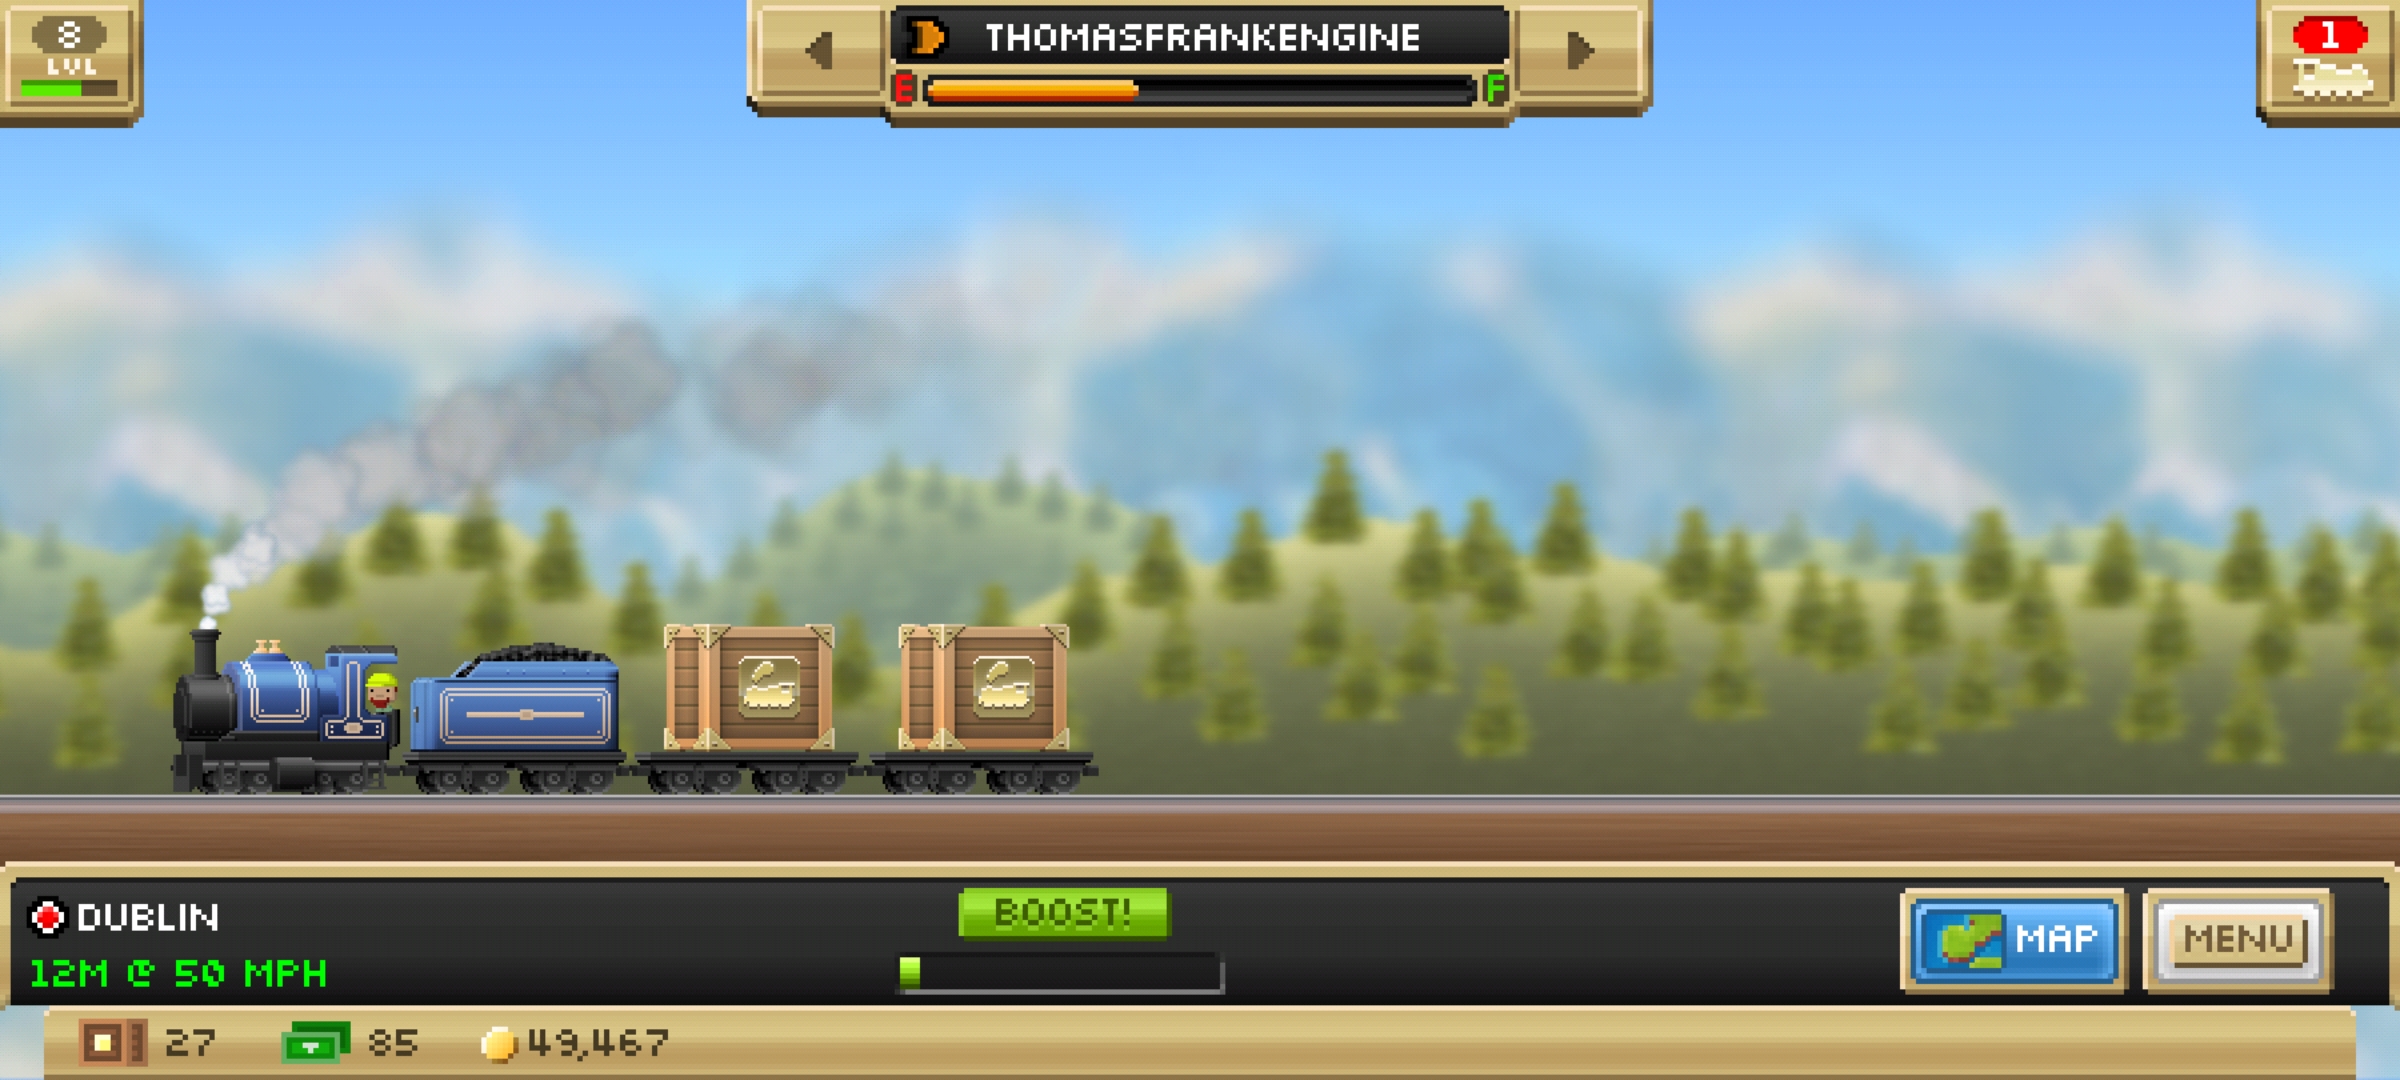 8
LVL
THOMASFRANKENGINE
E F
1
DUBLIN
12M @ 50 MPH
BOOST!
MAP
MENU
27 85 49,467